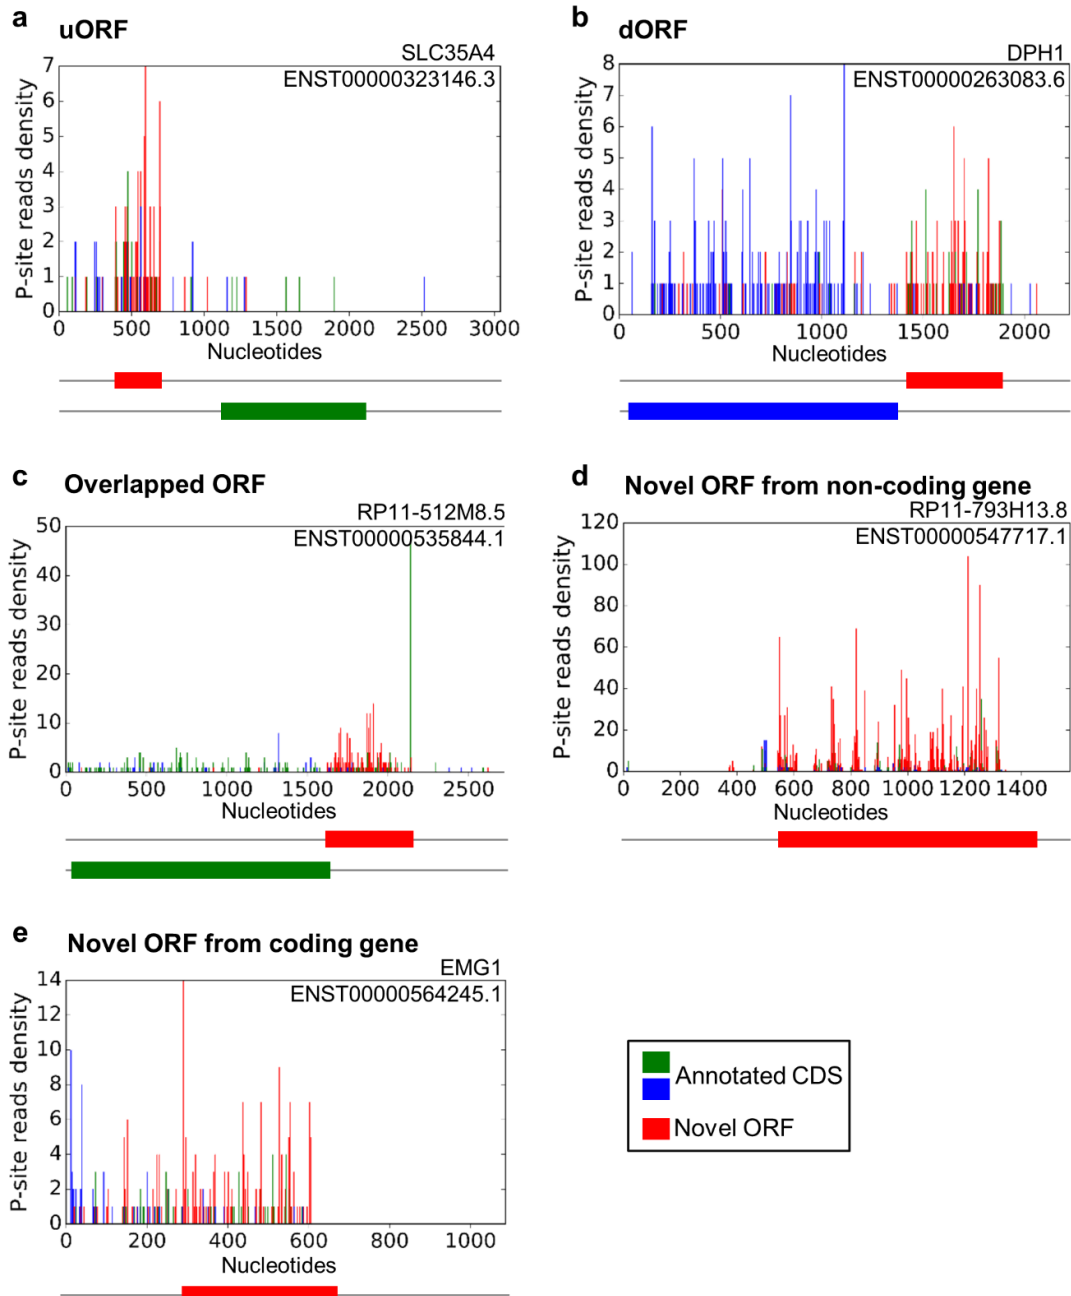 a
uORF
SLC35A4
ENST00000323146.3
P-site reads density
7
6
5
4
3
2
1
0
0 500 1000 1500 2000 2500 3000
Nucleotides
b
dORF
DPH1
ENST00000263083.6
P-site reads density
8
7
6
5
4
3
2
1
0
0 500 1000 1500 2000
Nucleotides
c
Overlapped ORF
RP11-512M8.5
ENST00000535844.1
P-site reads density
50
40
30
20
10
0
0 500 1000 1500 2000 2500
Nucleotides
d
Novel ORF from non-coding gene
RP11-793H13.8
ENST00000547717.1
P-site reads density
120
100
80
60
40
20
0
0 200 400 600 800 1000 1200 1400
Nucleotides
e
Novel ORF from coding gene
EMG1
ENST00000564245.1
P-site reads density
14
12
10
8
6
4
2
0
0 200 400 600 800 1000
Nucleotides
Annotated CDS
Novel ORF